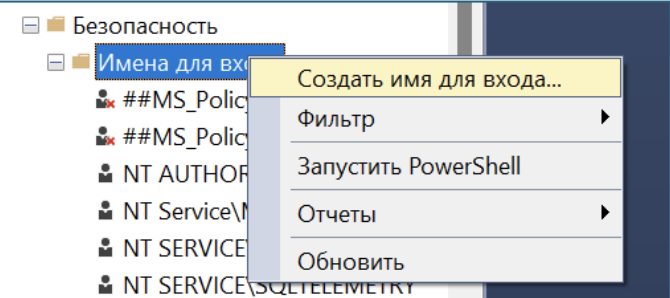 Безопасность
Имена для вхо
Создать имя для входа...
##MS_Policy
Фильтр
##MS_Policy
Запустить PowerShell
NT AUTHOR
NT Service\
Отчеты
NT SERVICE
Обновить
NT SERVICE\SQLTELEMETRY